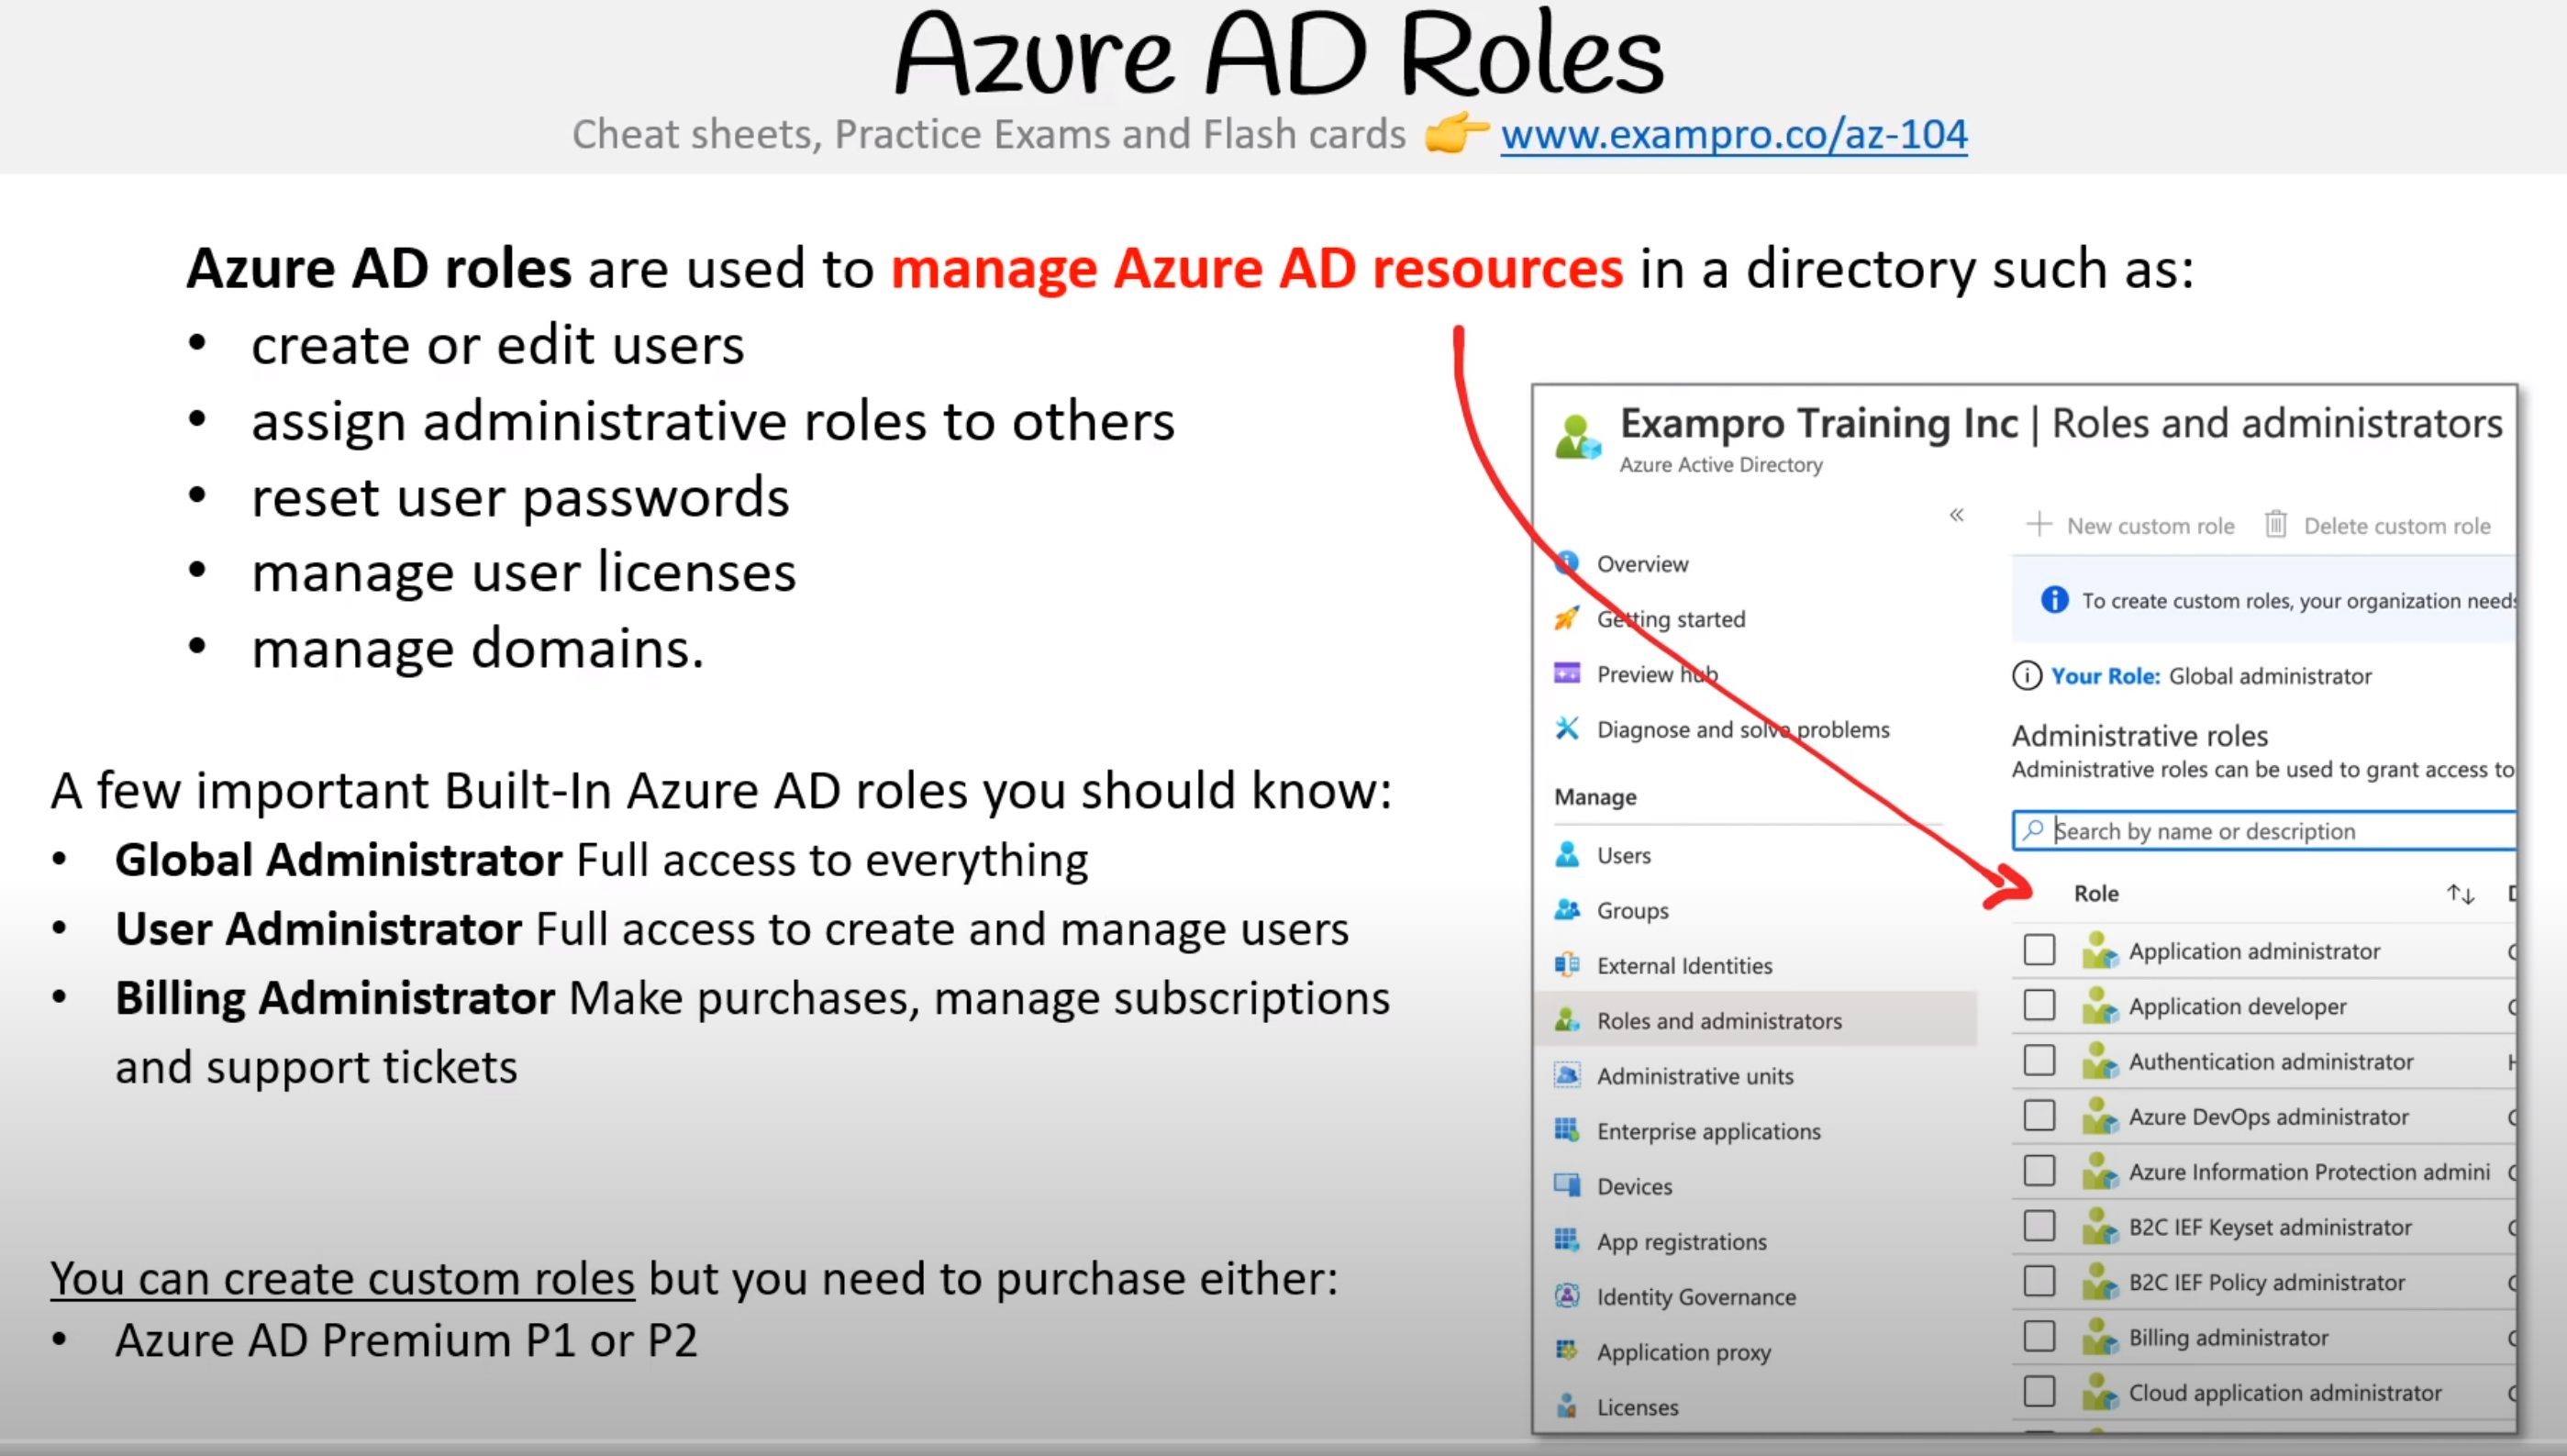 Azure AD Roles
Cheat sheets, Practice Exams and Flash cards 👉 www.exampro.co/az-104
Azure AD roles are used to manage Azure AD resources in a directory such as:
• create or edit users
• assign administrative roles to others
• reset user passwords
• manage user licenses
• manage domains.
A few important Built-In Azure AD roles you should know:
• Global Administrator Full access to everything
• User Administrator Full access to create and manage users
• Billing Administrator Make purchases, manage subscriptions
and support tickets
You can create custom roles but you need to purchase either:
• Azure AD Premium P1 or P2
Exampro Training Inc | Roles and administrators
Azure Active Directory
«
Overview
Getting started
Preview hub
Diagnose and solve problems
Manage
Users
Groups
External Identities
Roles and administrators
Administrative units
Enterprise applications
Devices
App registrations
Identity Governance
Application proxy
Licenses
+ New custom role Delete custom role
To create custom roles, your organization needs
Your Role: Global administrator
Administrative roles
Administrative roles can be used to grant access to
Search by name or description
Role ↑↓
Application administrator
Application developer
Authentication administrator
Azure DevOps administrator
Azure Information Protection admini
B2C IEF Keyset administrator
B2C IEF Policy administrator
Billing administrator
Cloud application administrator